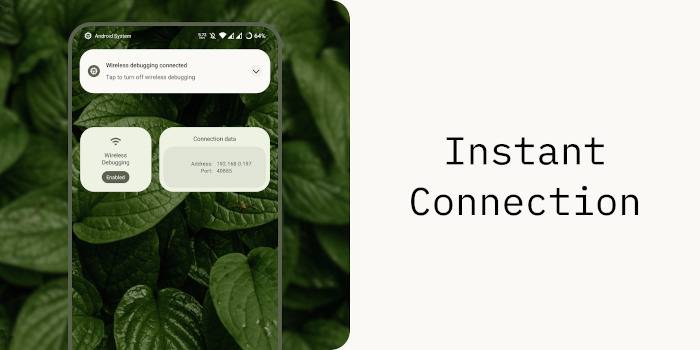 Android System
64%
Wireless debugging connected
Tap to turn off wireless debugging
Wireless
Debugging
Enabled
Connection data
Address: 192.168.0.197
Port: 40885
Instant
Connection